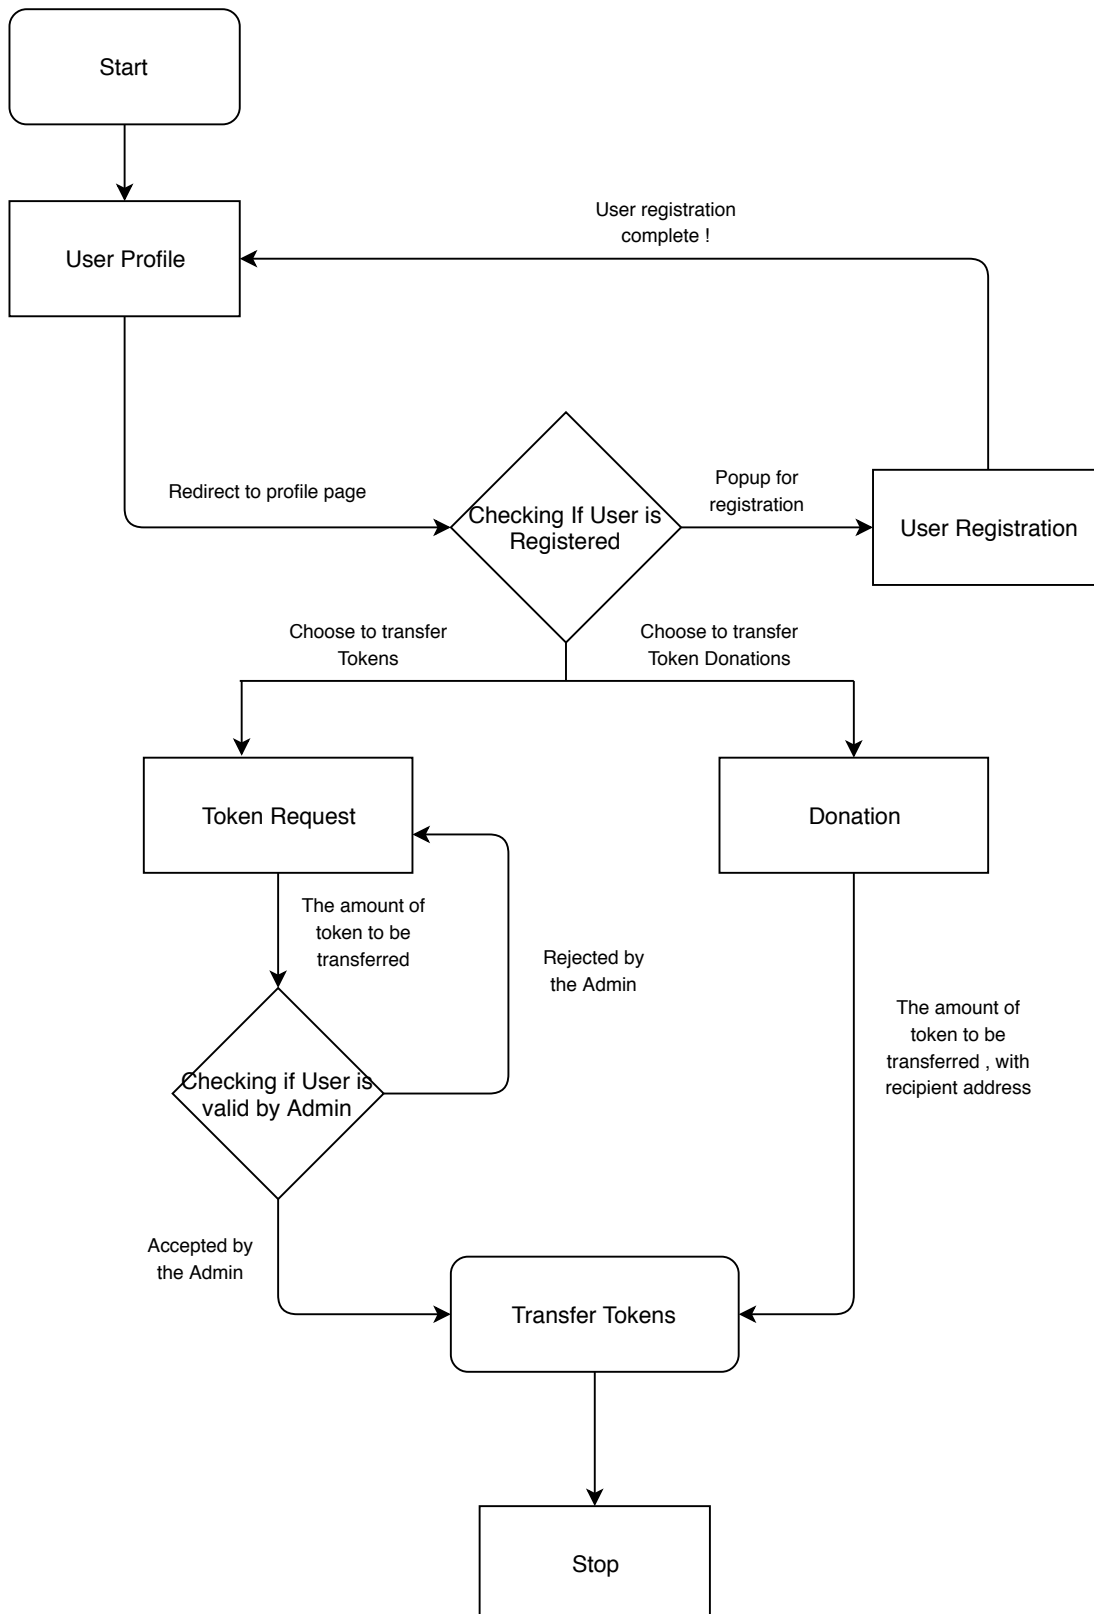 Start
User Profile
User registration
complete !
Redirect to profile page
Checking If User is
Registered
Popup for
registration
User Registration
Choose to transfer
Tokens
Choose to transfer
Token Donations
Token Request
Donation
The amount of
token to be
transferred
Rejected by
the Admin
The amount of
token to be
transferred , with
recipient address
Checking if User is
valid by Admin
Accepted by
the Admin
Transfer Tokens
Stop